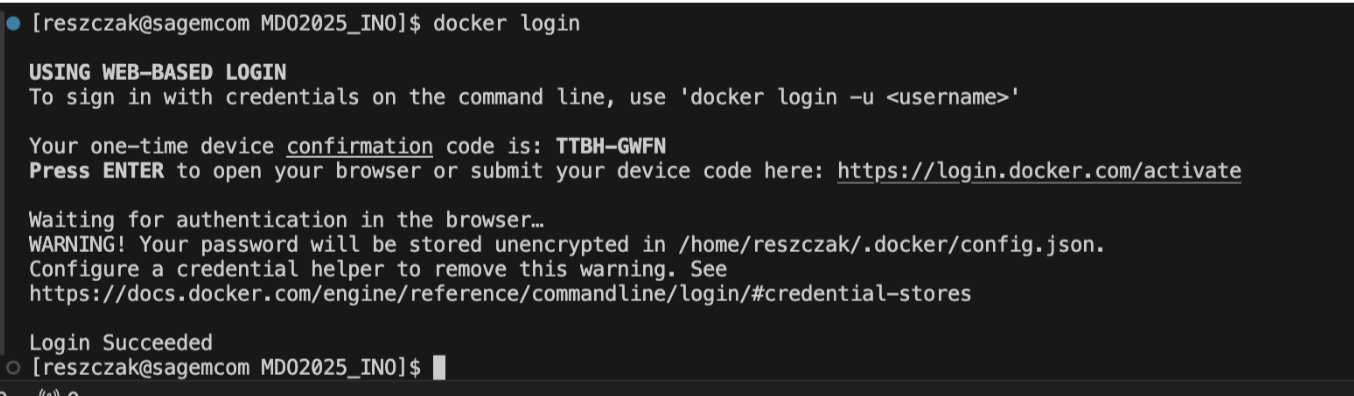 [reszczak@sagemcom MDO2025_INO]$ docker login
USING WEB-BASED LOGIN
To sign in with credentials on the command line, use 'docker login -u <username>'
Your one-time device confirmation code is: TTBH-GWFN
Press ENTER to open your browser or submit your device code here: https://login.docker.com/activate
Waiting for authentication in the browser…
WARNING! Your password will be stored unencrypted in /home/reszczak/.docker/config.json.
Configure a credential helper to remove this warning. See
https://docs.docker.com/engine/reference/commandline/login/#credential-stores
Login Succeeded
[reszczak@sagemcom MDO2025_INO]$